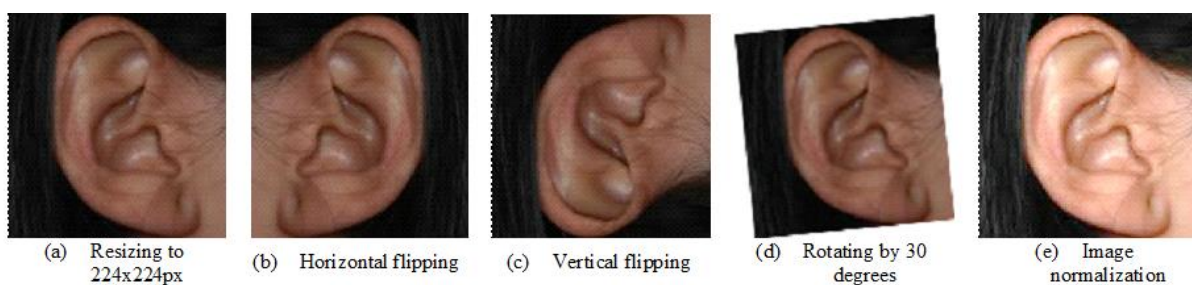 (a) Resizing to
224x224px
(b) Horizontal flipping
(c) Vertical flipping
(d) Rotating by 30
degrees
(e) Image
normalization